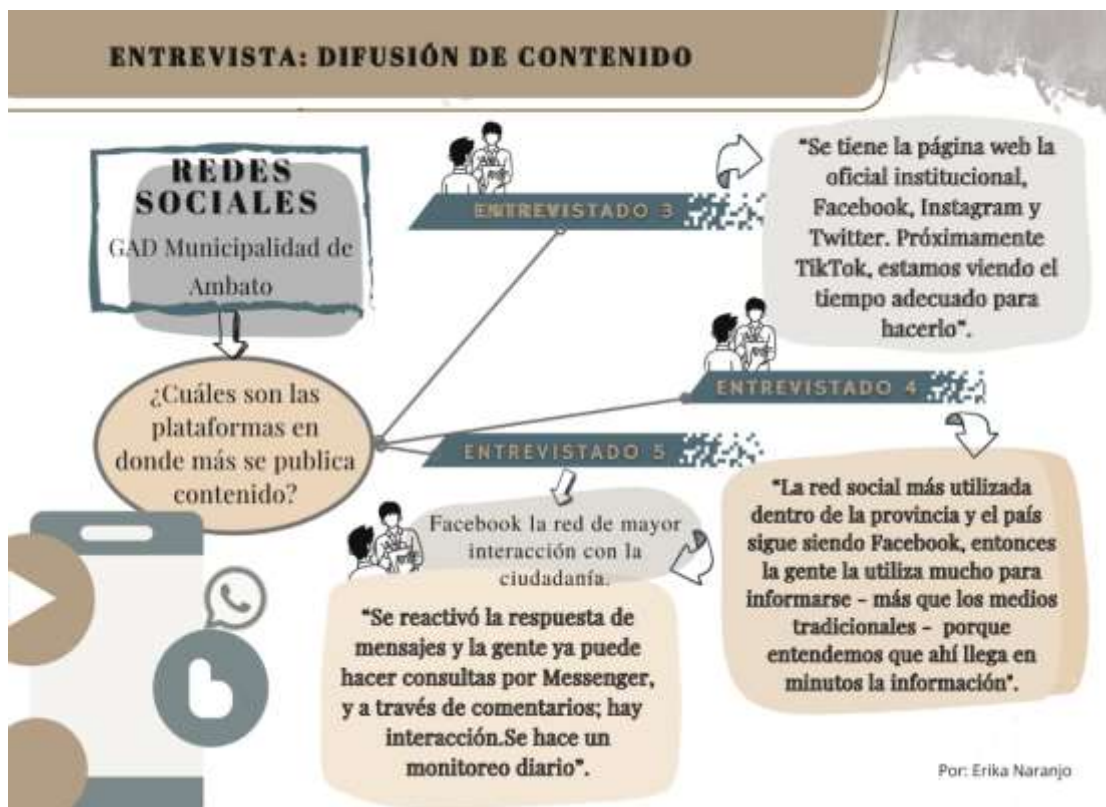 ENTREVISTA: DIFUSIÓN DE CONTENIDO
REDES
SOCIALES
GAD Municipalidad de
Ambato
¿Cuáles son las
plataformas en
donde más se publica
contenido?
ENTREVISTADO 3
“Se tiene la página web la
oficial institucional,
Facebook, Instagram y
Twitter. Próximamente
TikTok, estamos viendo el
tiempo adecuado para
hacerlo”.
ENTREVISTADO 4
“La red social más utilizada
dentro de la provincia y el país
sigue siendo Facebook, entonces
la gente la utiliza mucho para
informarse – más que los medios
tradicionales – porque
entendemos que ahí llega en
minutos la información”.
ENTREVISTADO 5
Facebook la red de mayor
interacción con la
ciudadanía.
“Se reactivó la respuesta de
mensajes y la gente ya puede
hacer consultas por Messenger,
y a través de comentarios; hay
interacción.Se hace un
monitoreo diario”.
Por: Erika Naranjo